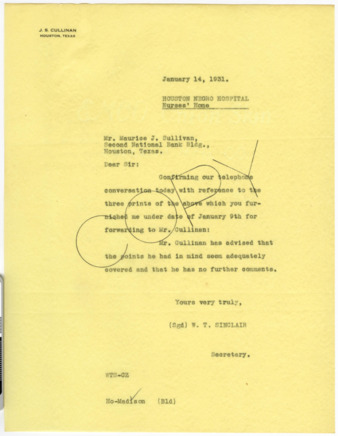 J. S. CULLINAN
HOUSTON, TEXAS
January 14, 1931.
HOUSTON NEGRO HOSPITAL
Nurses' Home
Mr. Maurice J. Sullivan,
Second National Bank Bldg.,
Houston, Texas.
Dear Sir:
Confirming our telephone
conversation today with reference to the
three prints of the above which you fur-
nished me under date of January 9th for
forwarding to Mr. Cullinan:
Mr. Cullinan has advised that
the points he had in mind seem adequately
covered and that he has no further comments.
Yours very truly,
(Sgd) W. T. SINCLAIR
Secretary.
COPY
Ho-Madison (Bld)